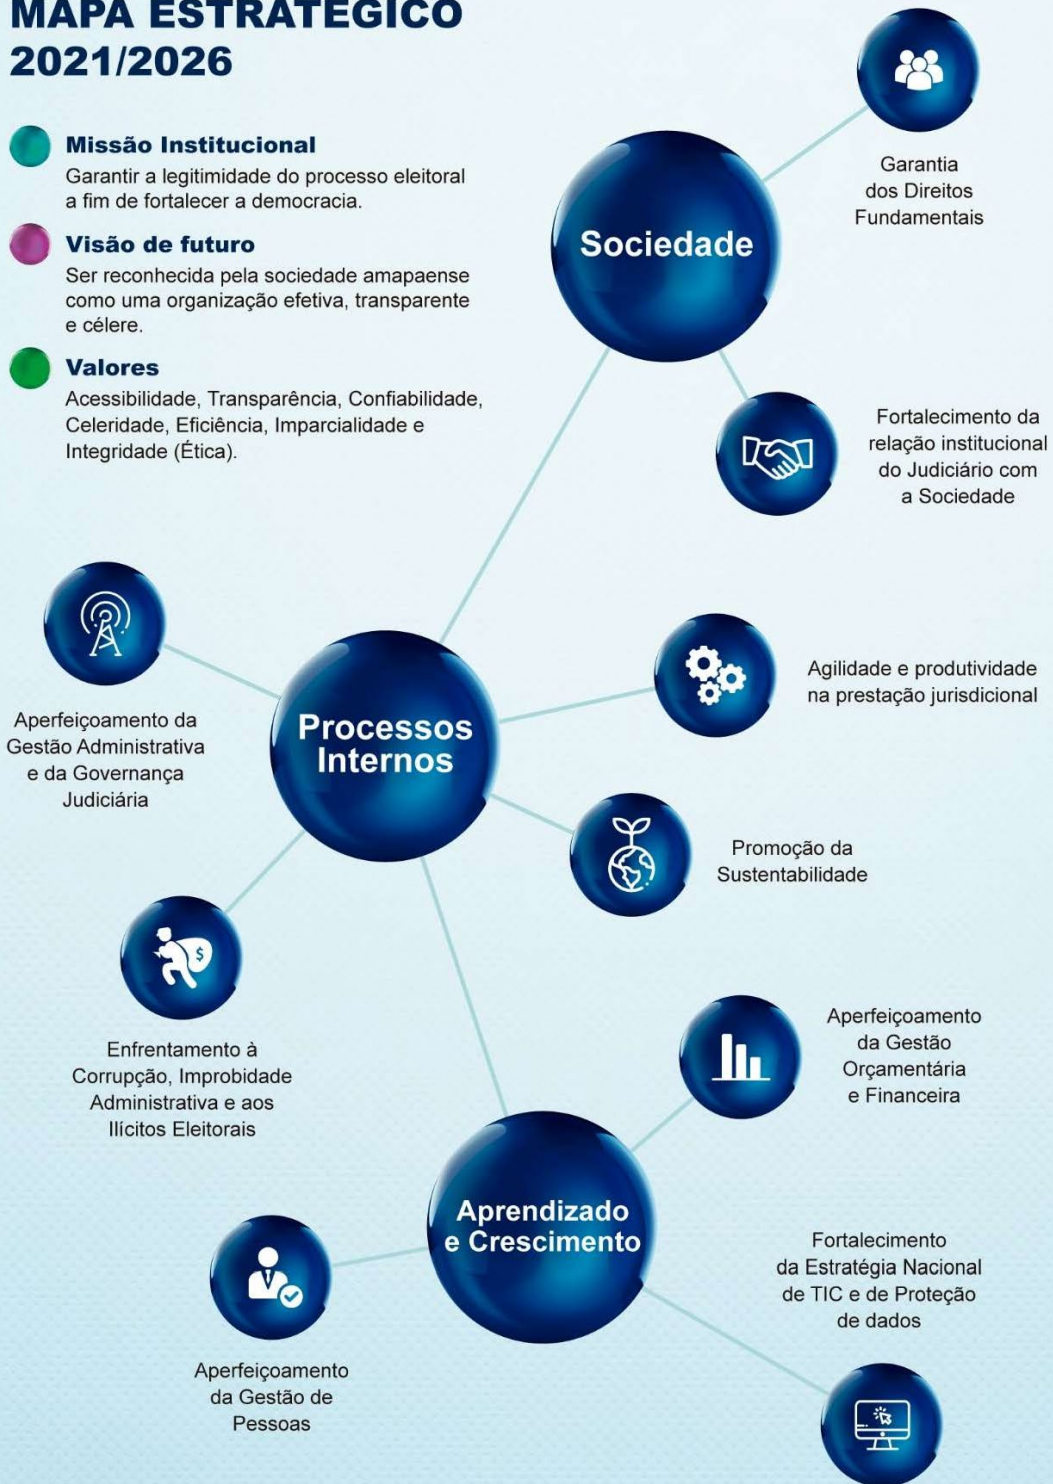 MAPA ESTRATÉGICO
2021/2026
Missão Institucional
Garantir a legitimidade do processo eleitoral
a fim de fortalecer a democracia.
Visão de futuro
Ser reconhecida pela sociedade amapaense
como uma organização efetiva, transparente
e célere.
Valores
Acessibilidade, Transparência, Confiabilidade,
Celeridade, Eficiência, Imparcialidade e
Integridade (Ética).
Sociedade
Garantia
dos Direitos
Fundamentais
Fortalecimento da
relação institucional
do Judiciário com
a Sociedade
Processos
Internos
Aperfeiçoamento da
Gestão Administrativa
e da Governança
Judiciária
Agilidade e produtividade
na prestação jurisdicional
Promoção da
Sustentabilidade
$
Enfrentamento à
Corrupção, Improbidade
Administrativa e aos
Ilícitos Eleitorais
Aprendizado
e Crescimento
Aperfeiçoamento
da Gestão
Orçamentária
e Financeira
Fortalecimento
da Estratégia Nacional
de TIC e de Proteção
de dados
Aperfeiçoamento
da Gestão de
Pessoas